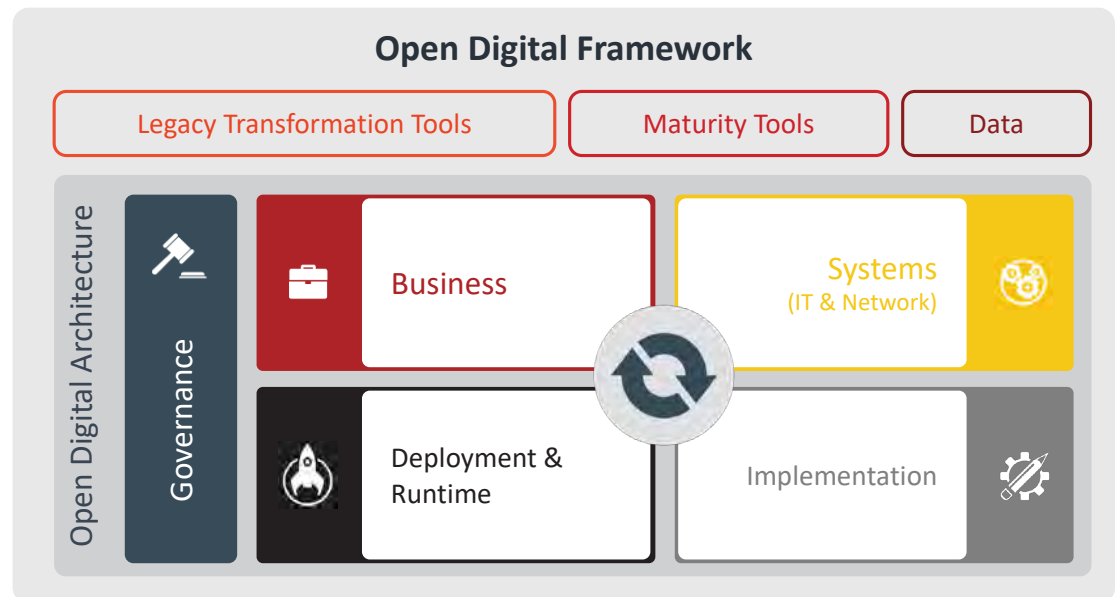 Open Digital Framework
Legacy Transformation Tools
Maturity Tools
Data
Open Digital Architecture
Governance
Business
Systems
(IT & Network)
Deployment &
Runtime
Implementation